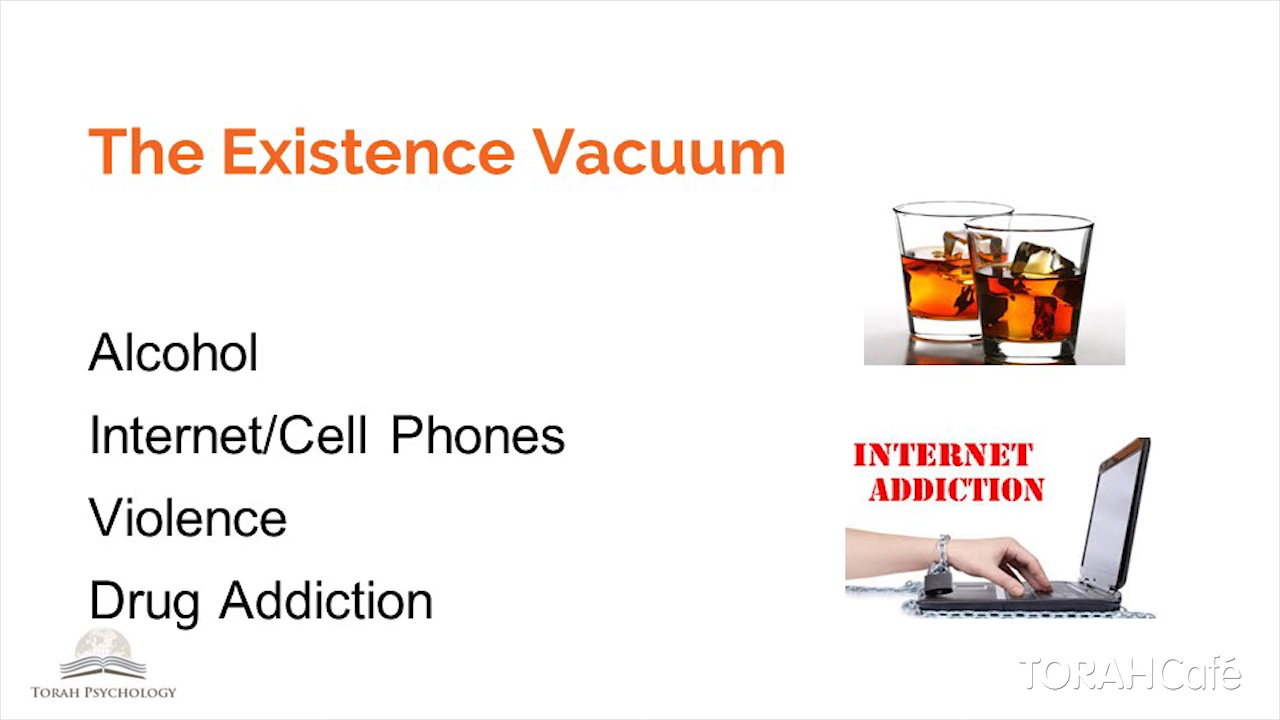 The Existence Vacuum
Alcohol
Internet/Cell Phones
Violence
Drug Addiction
INTERNET
ADDICTION
TORAH PSYCHOLOGY
TORAHCafé